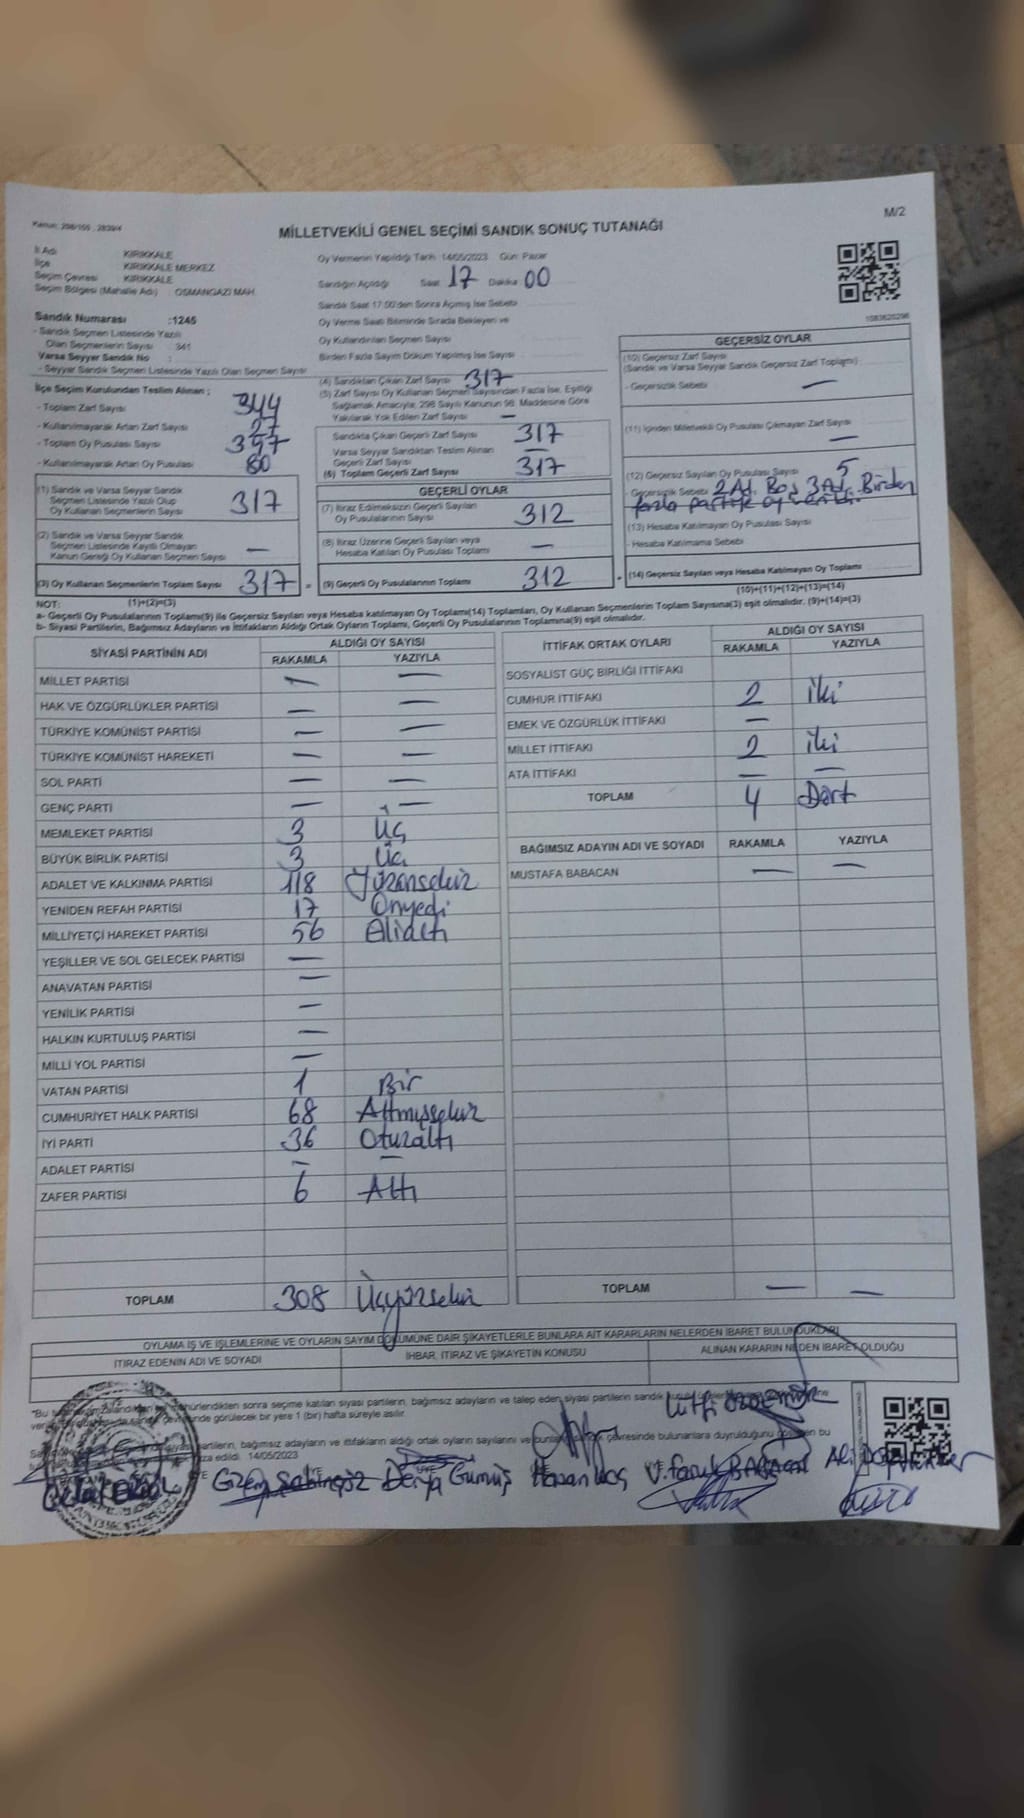 Kanun: 298/105 , 2839/4
M/2
MİLLETVEKİLİ GENEL SEÇİMİ SANDIK SONUÇ TUTANAĞI
İl Adı : KIRIKKALE
İlçe : KIRIKKALE MERKEZ
Seçim Çevresi : KIRIKKALE
Seçim Bölgesi (Mahalle Adı) : OSMANGAZİ MAH.
Oy Vermenin Yapıldığı Tarih: 14/05/2023 Gün: Pazar
Sandığın Açıldığı Saat 17 Dakika 00
Sandık Saat 17:00'den Sonra Açılmış İse Sebebi
Sandık Numarası :1245
- Sandık Seçmen Listesinde Yazılı
Olan Seçmenlerin Sayısı : 341
Varsa Seyyar Sandık No :
- Seyyar Sandık Seçmen Listesinde Yazılı Olan Seçmen Sayısı
Oy Verme Saati Bitiminde Sırada Bekleyen ve
Oy Kullandırılan Seçmen Sayısı
Birden Fazla Sayım Döküm Yapılmış İse Sayısı
İlçe Seçim Kurulundan Teslim Alınan ;
- Toplam Zarf Sayısı 344
- Kullanılmayarak Artan Zarf Sayısı 27
- Toplam Oy Pusulası Sayısı 397
- Kullanılmayarak Artan Oy Pusulası 80
(1) Sandık ve Varsa Seyyar Sandık
Seçmen Listesinde Yazılı Olup
Oy Kullanan Seçmenlerin Sayısı 317
(2) Sandık ve Varsa Seyyar Sandık
Seçmen Listesinde Kayıtlı Olmayan
Kanun Gereği Oy Kullanan Seçmen Sayısı —
(3) Oy Kullanan Seçmenlerin Toplam Sayısı 317 =
(1)+(2)=(3)
(4) Sandıktan Çıkan Zarf Sayısı 317
(5) Zarf Sayısı Oy Kullanan Seçmen Sayısından Fazla İse, Eşitliği
Sağlamak Amacıyla; 298 Sayılı Kanunun 98. Maddesine Göre
Yakılarak Yok Edilen Zarf Sayısı —
Sandıkta Çıkan Geçerli Zarf Sayısı 317
Varsa Seyyar Sandıktan Teslim Alınan
Geçerli Zarf Sayısı —
(6) Toplam Geçerli Zarf Sayısı 317
GEÇERLİ OYLAR
(7) İtiraz Edilmeksizin Geçerli Sayılan
Oy Pusulalarının Sayısı 312
(8) İtiraz Üzerine Geçerli Sayılan veya
Hesaba Katılan Oy Pusulası Toplamı —
(9) Geçerli Oy Pusulalarının Toplamı 312 +
GEÇERSİZ OYLAR
(10) Geçersiz Zarf Sayısı
(Sandık ve Varsa Seyyar Sandık Geçersiz Zarf Toplamı)
- Geçersizlik Sebebi —
(11) İçinden Milletvekili Oy Pusulası Çıkmayan Zarf Sayısı
—
(12) Geçersiz Sayılan Oy Pusulası Sayısı 5
- Geçersizlik Sebebi 2 Ad. Boş 3 Ad. Birden
fazla partiye oy verildi.
(13) Hesaba Katılmayan Oy Pusulası Sayısı
- Hesaba Katılmama Sebebi
(14) Geçersiz Sayılan veya Hesaba Katılmayan Oy Toplamı
(10)+(11)+(12)+(13)=(14)
NOT:
a- Geçerli Oy Pusulalarının Toplamı(9) ile Geçersiz Sayılan veya Hesaba katılmayan Oy Toplamı(14) Toplamları, Oy Kullanan Seçmenlerin Toplam Sayısına(3) eşit olmalıdır. (9)+(14)=(3)
b- Siyasi Partilerin, Bağımsız Adayların ve İttifakların Aldığı Ortak Oyların Toplamı, Geçerli Oy Pusulalarının Toplamına(9) eşit olmalıdır.
SİYASİ PARTİNİN ADI ALDIĞI OY SAYISI
RAKAMLA YAZIYLA
MİLLET PARTİSİ — —
HAK VE ÖZGÜRLÜKLER PARTİSİ — —
TÜRKİYE KOMÜNİST PARTİSİ — —
TÜRKİYE KOMÜNİST HAREKETİ — —
SOL PARTİ — —
GENÇ PARTİ — —
MEMLEKET PARTİSİ 3 Üç
BÜYÜK BİRLİK PARTİSİ 3 Üç
ADALET VE KALKINMA PARTİSİ 118 Yüzonsekiz
YENİDEN REFAH PARTİSİ 17 Onyedi
MİLLİYETÇİ HAREKET PARTİSİ 56 Elialtı
YEŞİLLER VE SOL GELECEK PARTİSİ —
ANAVATAN PARTİSİ —
YENİLİK PARTİSİ —
HALKIN KURTULUŞ PARTİSİ —
MİLLİ YOL PARTİSİ —
VATAN PARTİSİ 1 Bir
CUMHURİYET HALK PARTİSİ 68 Altmışsekiz
İYİ PARTİ 36 Otuzaltı
ADALET PARTİSİ — —
ZAFER PARTİSİ 6 Altı
TOPLAM 308 Üçyüzsekiz
İTTİFAK ORTAK OYLARI ALDIĞI OY SAYISI
RAKAMLA YAZIYLA
SOSYALİST GÜÇ BİRLİĞİ İTTİFAKI
CUMHUR İTTİFAKI 2 İki
EMEK VE ÖZGÜRLÜK İTTİFAKI —
MİLLET İTTİFAKI 2 İki
ATA İTTİFAKI — —
TOPLAM 4 Dört
BAĞIMSIZ ADAYIN ADI VE SOYADI RAKAMLA YAZIYLA
MUSTAFA BABACAN — —
TOPLAM — —
OYLAMA İŞ VE İŞLEMLERİNE VE OYLARIN SAYIM DÖKÜMÜNE DAİR ŞİKAYETLERLE BUNLARA AİT KARARLARIN NELERDEN İBARET BULUNDUKLARI
İTİRAZ EDENİN ADI VE SOYADI İHBAR, İTİRAZ VE ŞİKAYETİN KONUSU ALINAN KARARIN NEDEN İBARET OLDUĞU
mühürlendikten sonra seçime katılan siyasi partilerin, bağımsız adayların ve talep eden siyasi partilerin sandık
görülecek bir yere 1 (bir) hafta süreyle asılır.
partilerin, bağımsız adayların ve ittifakların aldığı ortak oyların sayılarını ve çevresinde bulunanlara duyrulduğunu bu
edildi. 14/05/2023
Derya Gümüş Hasan Koç